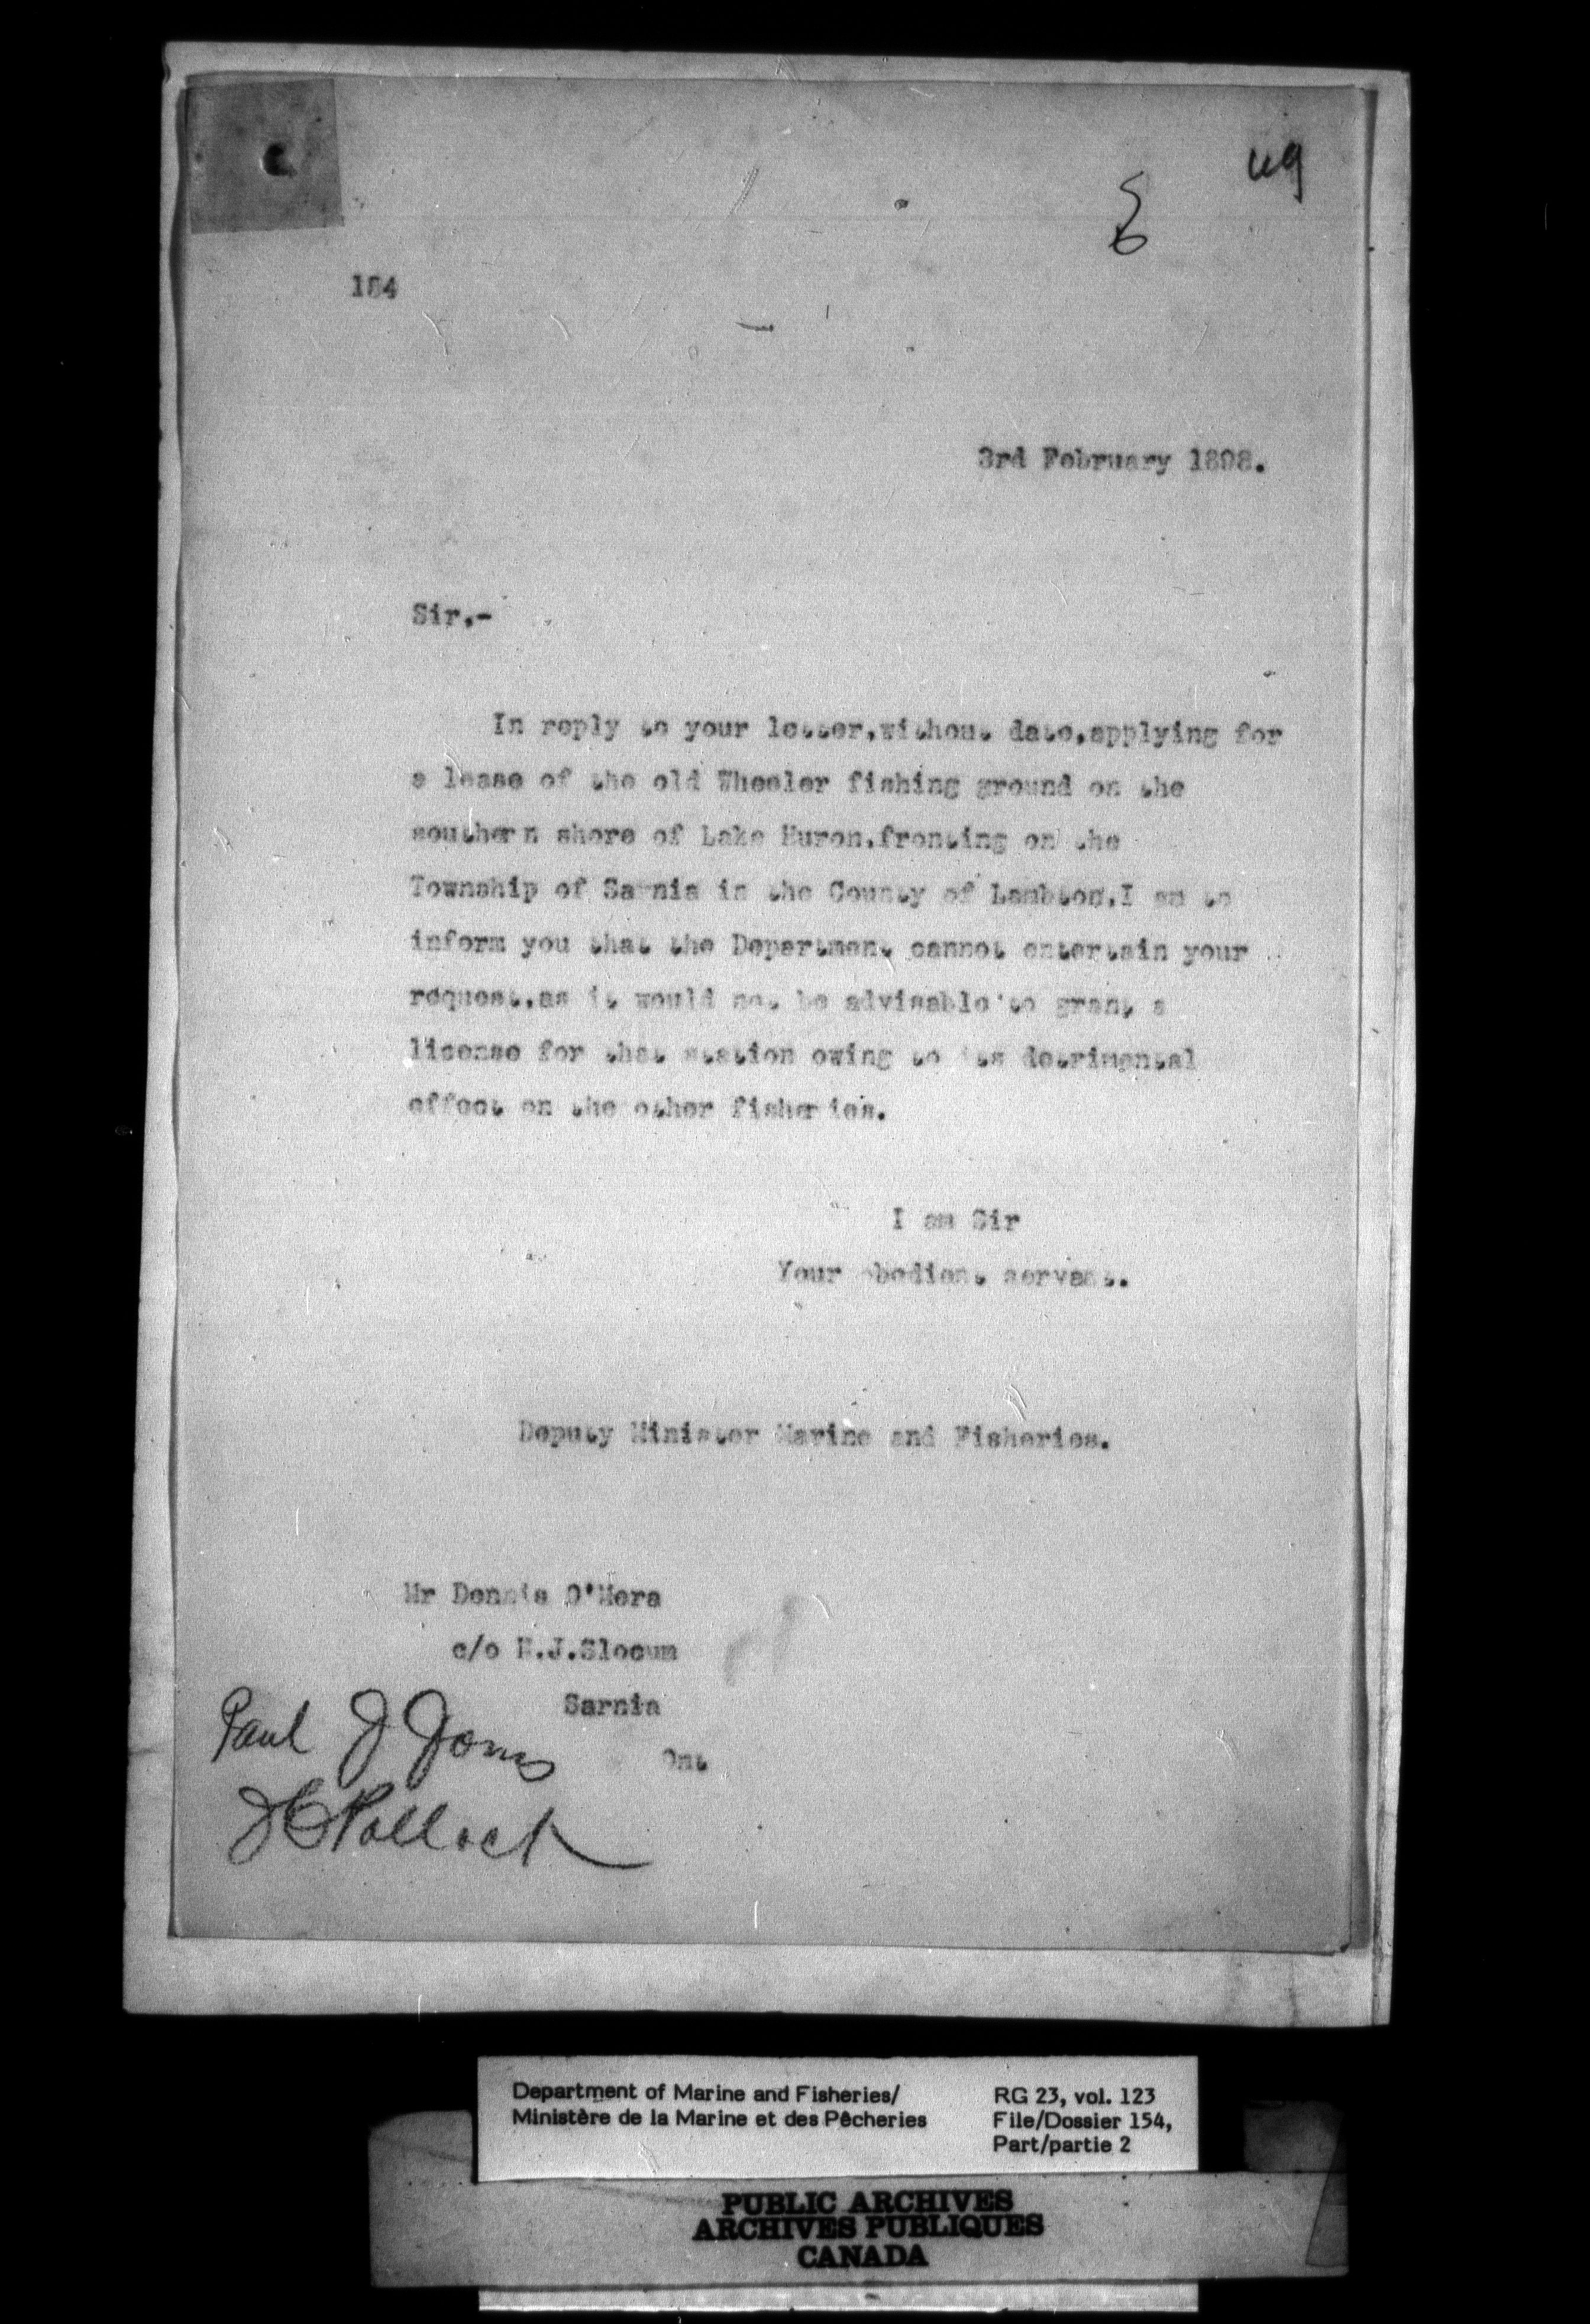 49
154
3rd February 1898.
Sir,-
In reply to your letter,without date,applying for
a lease of the old Wheeler fishing ground on the
southern shore of Lake Huron,fronting on the
Township of Sarnia in the County of Lambton,I am to
inform you that the Department cannot entertain your
request,as it would not be advisable to grant a
license for that station owing to its detrimental
effect on the other fisheries.
I am Sir
Your obedient servant.
Deputy Minister Marine and Fisheries.
Mr Dennis O'Mera
c/o H.J.Slocum
Sarnia
Ont
Paul J Jones
Pollock
Department of Marine and Fisheries/
Ministère de la Marine et des Pêcheries
RG 23, vol. 123
File/Dossier 154,
Part/partie 2
PUBLIC ARCHIVES
ARCHIVES PUBLIQUES
CANADA